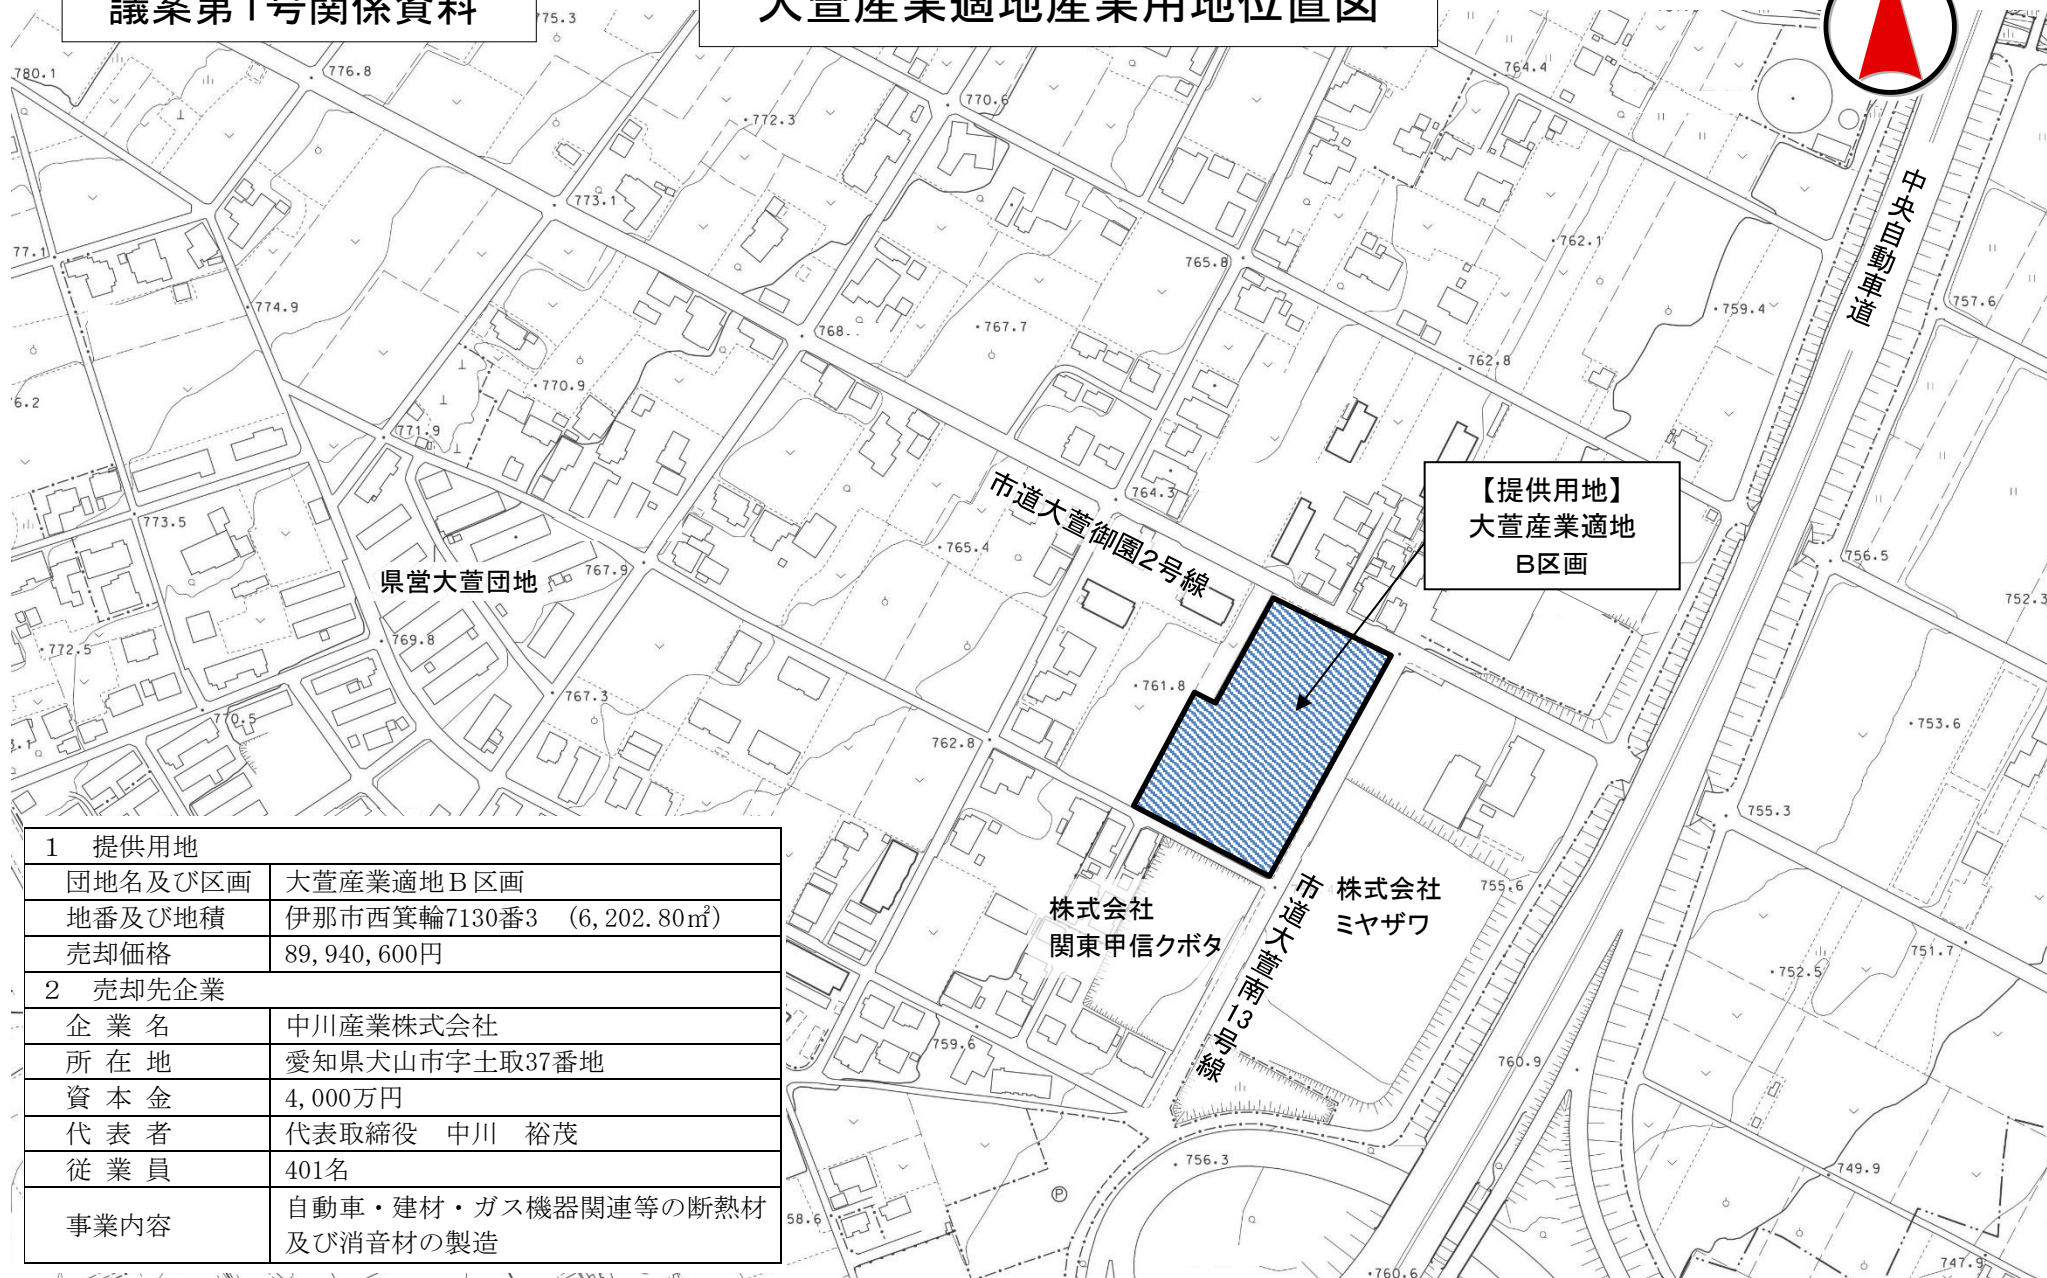 議案第1号関係資料
大萱産業適地産業用地位置図
775.3
780.1
776.8
770.6
764.4
772.3
773.1
77.1
765.8
762.1
中央自動車道
774.9
768.
767.7
759.4
757.6
762.8
770.9
6.2
771.9
764.3
市道大萱御園2号線
【提供用地】
大萱産業適地
B区画
773.5
765.4
756.5
県営大萱団地
767.9
752.3
769.8
772.5
767.3
761.8
770.5
753.6
762.8
755.3
755.6
株式会社
ミヤザワ
株式会社
関東甲信クボタ
市道大萱南13号線
751.7
752.5
759.6
760.9
756.3
749.9
P
58.6
760.6
747.9
1 提供用地
団地名及び区画 大萱産業適地B区画
地番及び地積 伊那市西箕輪7130番3 (6,202.80㎡)
売却価格 89,940,600円
2 売却先企業
企業名 中川産業株式会社
所在地 愛知県犬山市字土取37番地
資本金 4,000万円
代表者 代表取締役 中川 裕茂
従業員 401名
事業内容 自動車・建材・ガス機器関連等の断熱材
及び消音材の製造